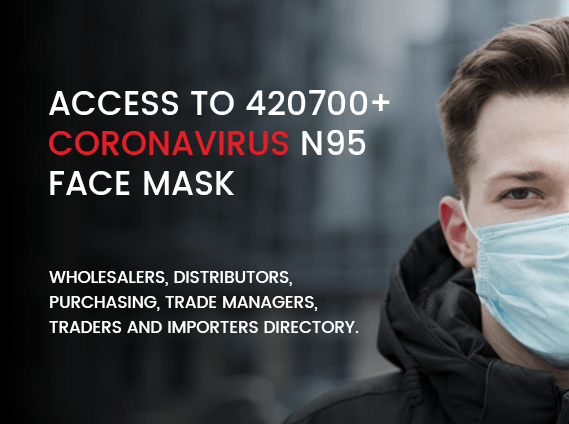 ACCESS TO 420700+
CORONAVIRUS N95
FACE MASK
WHOLESALERS, DISTRIBUTORS,
PURCHASING, TRADE MANAGERS,
TRADERS AND IMPORTERS DIRECTORY.